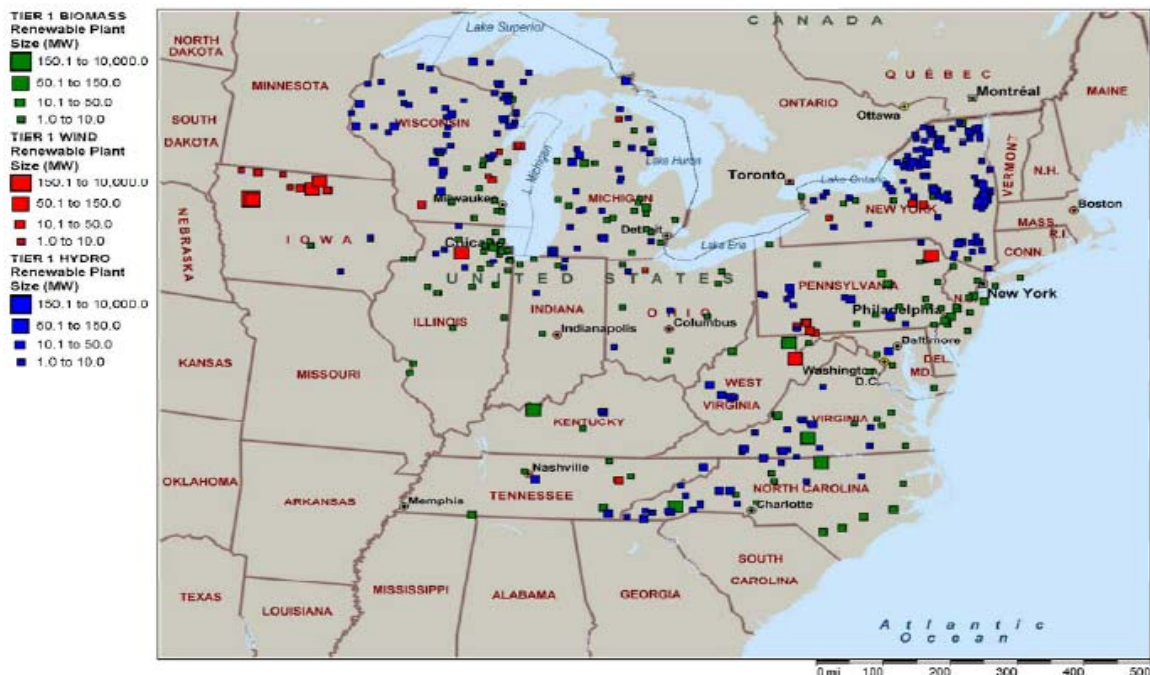 TIER 1 BIOMASS
Renewable Plant
Size (MW)
150.1 to 10,000.0
50.1 to 150.0
10.1 to 50.0
1.0 to 10.0
TIER 1 WIND
Renewable Plant
Size (MW)
150.1 to 10,000.0
50.1 to 150.0
10.1 to 50.0
1.0 to 10.0
TIER 1 HYDRO
Renewable Plant
Size (MW)
150.1 to 10,000.0
50.1 to 150.0
10.1 to 50.0
1.0 to 10.0
CANADA
Lake Superior
NORTH
DAKOTA
MINNESOTA
QUÉBEC
MAINE
Montréal
ONTARIO
Ottawa
SOUTH
DAKOTA
WISCONSIN
VERMONT
N.H.
Lake Huron
L. Michigan
Toronto
Lake Ontario
MICHIGAN
Milwaukee
NEW YORK
Boston
MASS.
R.I.
CONN.
Detroit
Lake Erie
NEBRASKA
IOWA
Chicago
UNITED STATES
PENNSYLVANIA
New York
N.J.
Philadelphia
ILLINOIS
INDIANA
OHIO
Indianapolis
Columbus
Baltimore
KANSAS
MISSOURI
Washington
D.C.
DEL.
MD.
WEST
VIRGINIA
VIRGINIA
KENTUCKY
OKLAHOMA
ARKANSAS
Nashville
TENNESSEE
Memphis
NORTH CAROLINA
Charlotte
SOUTH
CAROLINA
TEXAS
LOUISIANA
MISSISSIPPI
ALABAMA
GEORGIA
Atlantic
Ocean
0 mi 100 200 300 400 500